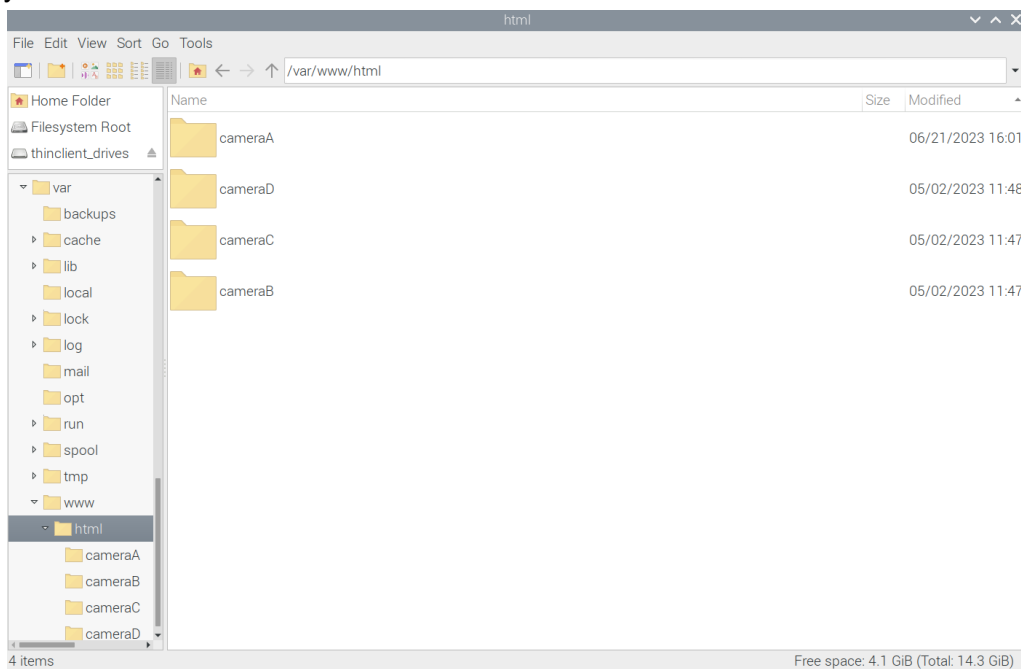 y
html
File Edit View Sort Go Tools
/var/www/html
Home Folder
Filesystem Root
thinclient_drives
var
backups
cache
lib
local
lock
log
mail
opt
run
spool
tmp
www
html
cameraA
cameraB
cameraC
cameraD
Name Size Modified
cameraA 06/21/2023 16:01
cameraD 05/02/2023 11:48
cameraC 05/02/2023 11:47
cameraB 05/02/2023 11:47
4 items Free space: 4.1 GiB (Total: 14.3 GiB)